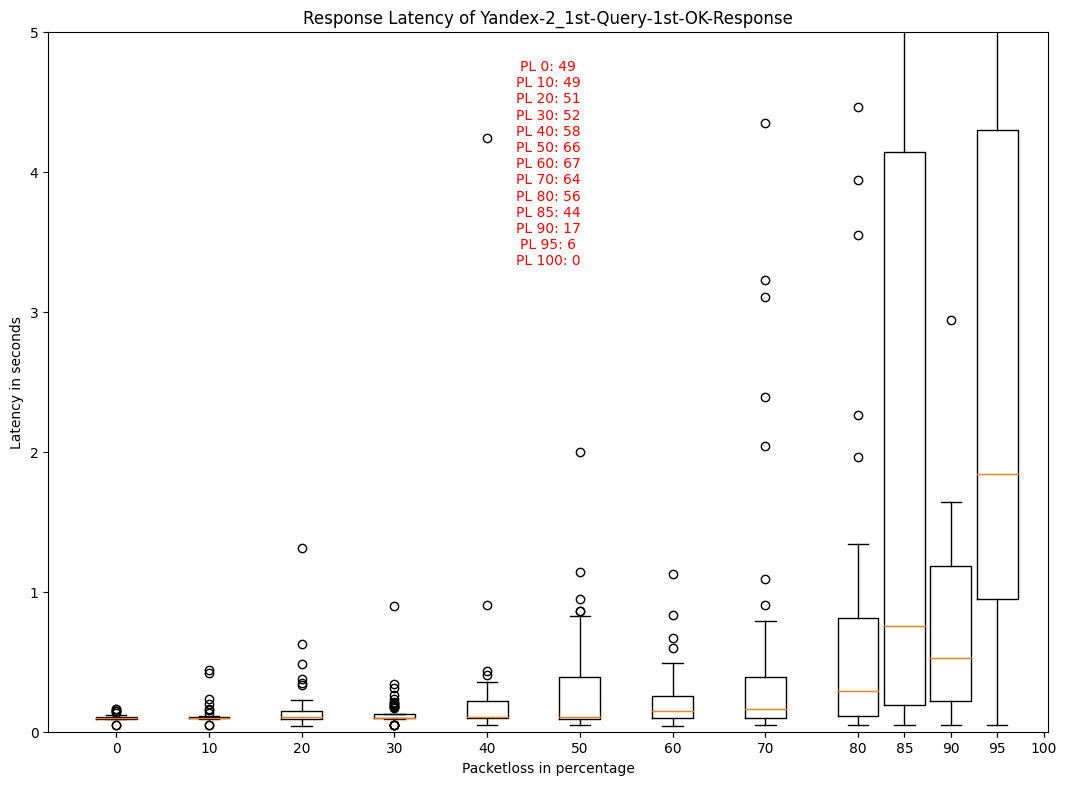 Response Latency of Yandex-2_1st-Query-1st-OK-Response
5
4
3
2
1
0
Latency in seconds
PL 0: 49
PL 10: 49
PL 20: 51
PL 30: 52
PL 40: 58
PL 50: 66
PL 60: 67
PL 70: 64
PL 80: 56
PL 85: 44
PL 90: 17
PL 95: 6
PL 100: 0
0 10 20 30 40 50 60 70 80 85 90 95 100
Packetloss in percentage